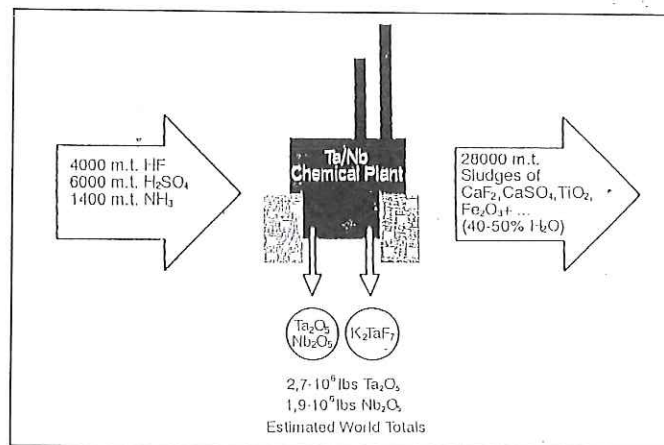 4000 m.t. HF
6000 m.t. H₂SO₄
1400 m.t. NH₃
Ta/Nb
Chemical Plant
28000 m.t.
Sludges of
CaF₂, CaSO₄, TiO₂,
Fe₂O₃+ ...
(40-50% H₂O)
Ta₂O₅
Nb₂O₅
K₂TaF₇
2,7·10⁶ lbs Ta₂O₅
1,9·10⁶ lbs Nb₂O₅
Estimated World Totals